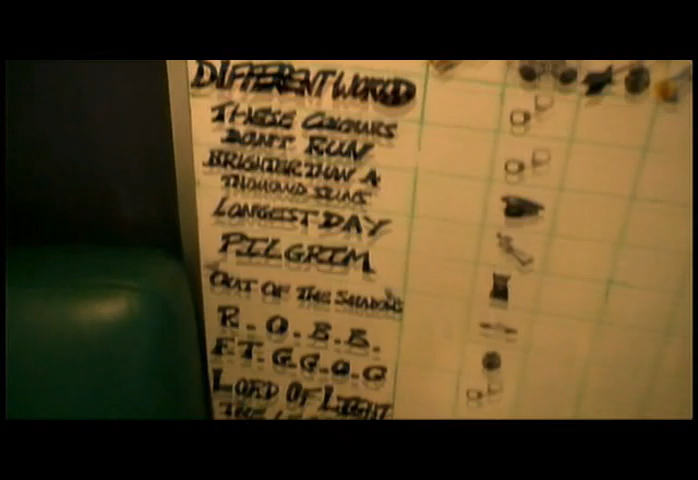 DIFFERENT WORLD
THESE COLOURS
DON'T RUN
BRIGHTER THAN A
THOUSAND SUNS
LONGEST DAY
PILGRIM
OUT OF THE SHADOWS
R.O.B.B.
F.T.G.G.O.G
LORD OF LIGHT
THE